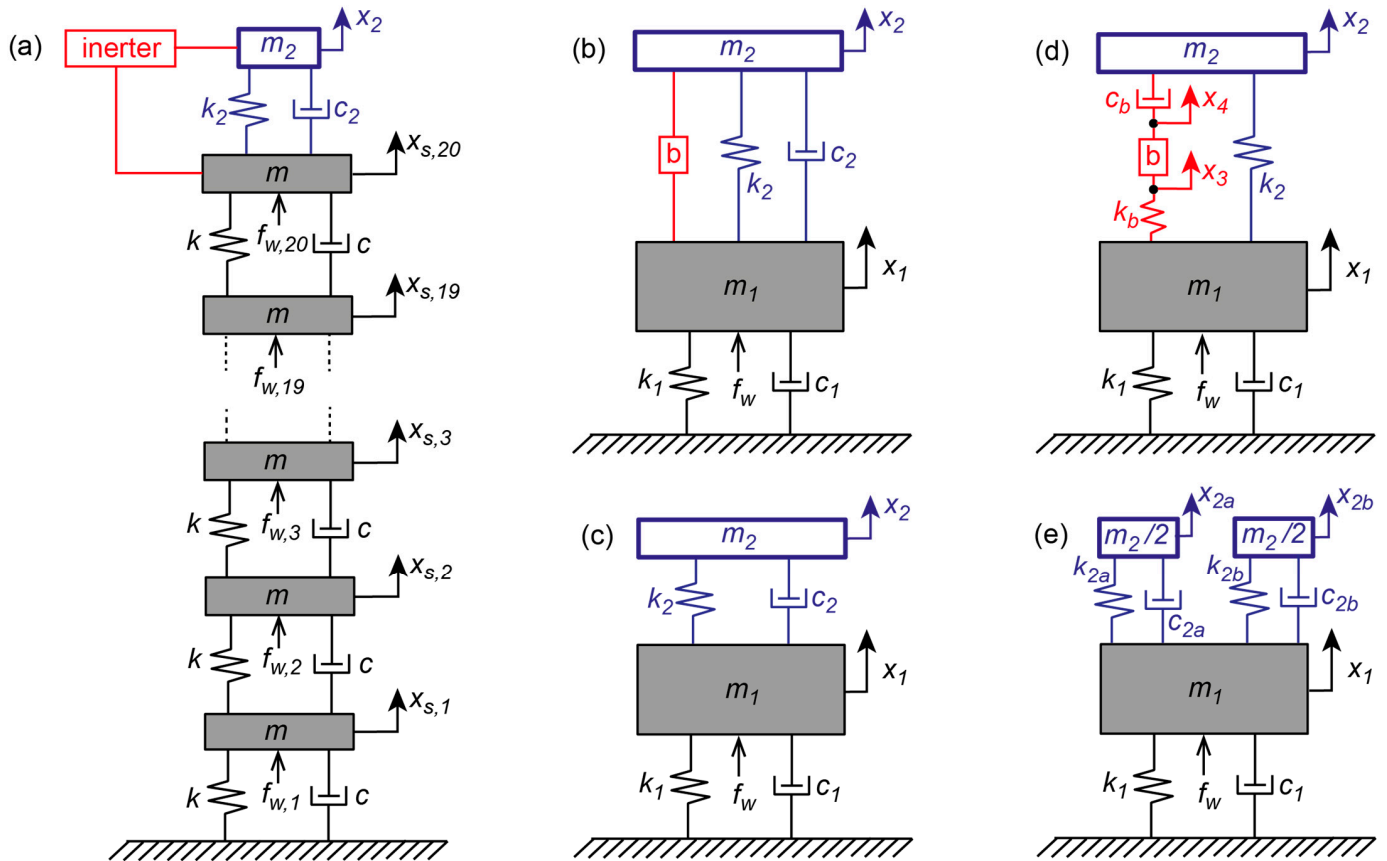 (a)
inerter
m2
x2
k2
c2
xs,20
m
k
fw,20
c
xs,19
m
fw,19
xs,3
m
k
fw,3
c
xs,2
m
k
fw,2
c
xs,1
m
k
fw,1
c
(b)
m2
x2
b
k2
c2
x1
m1
k1
fw
c1
(c)
m2
x2
k2
c2
x1
m1
k1
fw
c1
(d)
m2
x2
cb
x4
b
x3
kb
k2
x1
m1
k1
fw
c1
(e)
m2/2
x2a
m2/2
x2b
k2a
c2a
k2b
c2b
x1
m1
k1
fw
c1